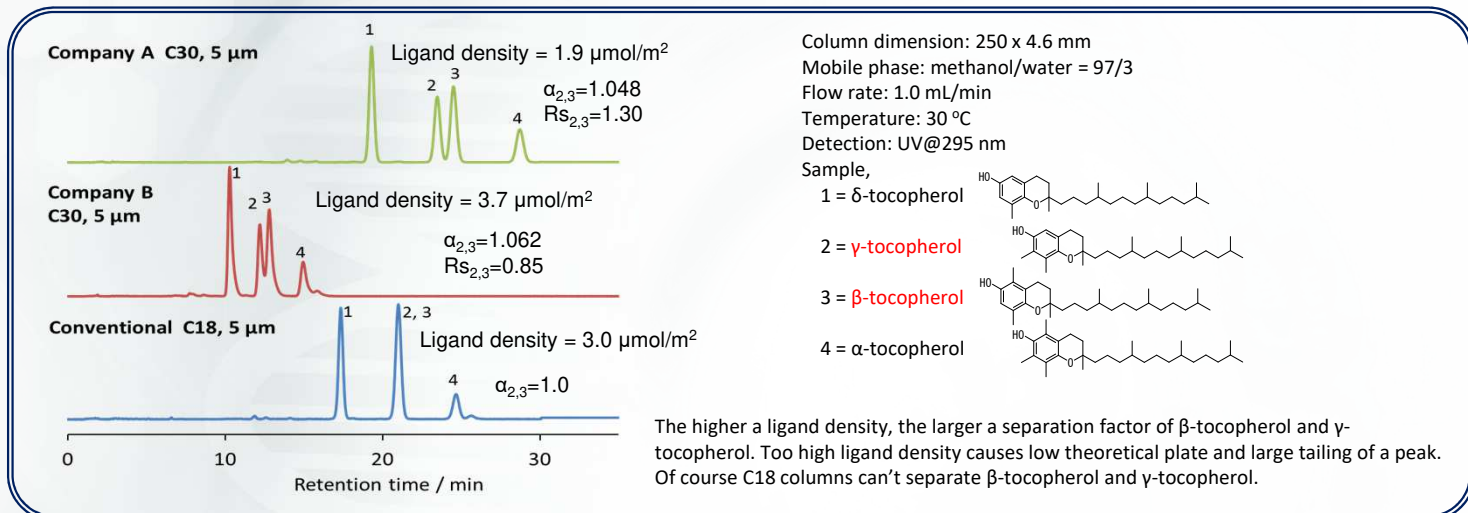 Company A C30, 5 µm
1
Ligand density = 1.9 µmol/m²
2
3
α2,3=1.048
Rs2,3=1.30
4
Company B
C30, 5 µm
1
2
3
Ligand density = 3.7 µmol/m²
α2,3=1.062
Rs2,3=0.85
4
Conventional C18, 5 µm
1
2, 3
Ligand density = 3.0 µmol/m²
4
α2,3=1.0
0
10
20
30
Retention time / min
Column dimension: 250 x 4.6 mm
Mobile phase: methanol/water = 97/3
Flow rate: 1.0 mL/min
Temperature: 30 °C
Detection: UV@295 nm
Sample,
1 = δ-tocopherol
HO
O
2 = γ-tocopherol
HO
O
3 = β-tocopherol
HO
O
4 = α-tocopherol
HO
O
The higher a ligand density, the larger a separation factor of β-tocopherol and γ-
tocopherol. Too high ligand density causes low theoretical plate and large tailing of a peak.
Of course C18 columns can’t separate β-tocopherol and γ-tocopherol.